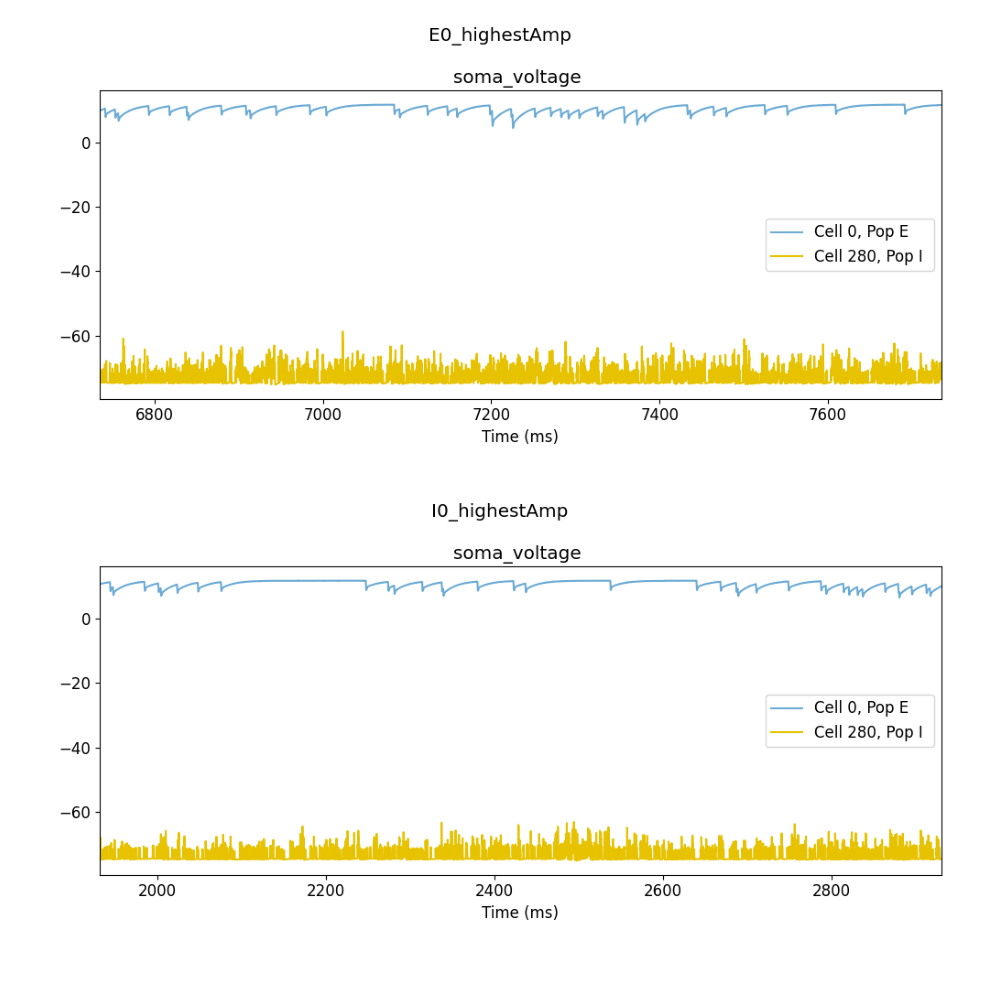 E0_highestAmp
soma_voltage
0
−20
−40
−60
Cell 0, Pop E
Cell 280, Pop I
6800 7000 7200 7400 7600
Time (ms)
I0_highestAmp
soma_voltage
0
−20
−40
−60
Cell 0, Pop E
Cell 280, Pop I
2000 2200 2400 2600 2800
Time (ms)